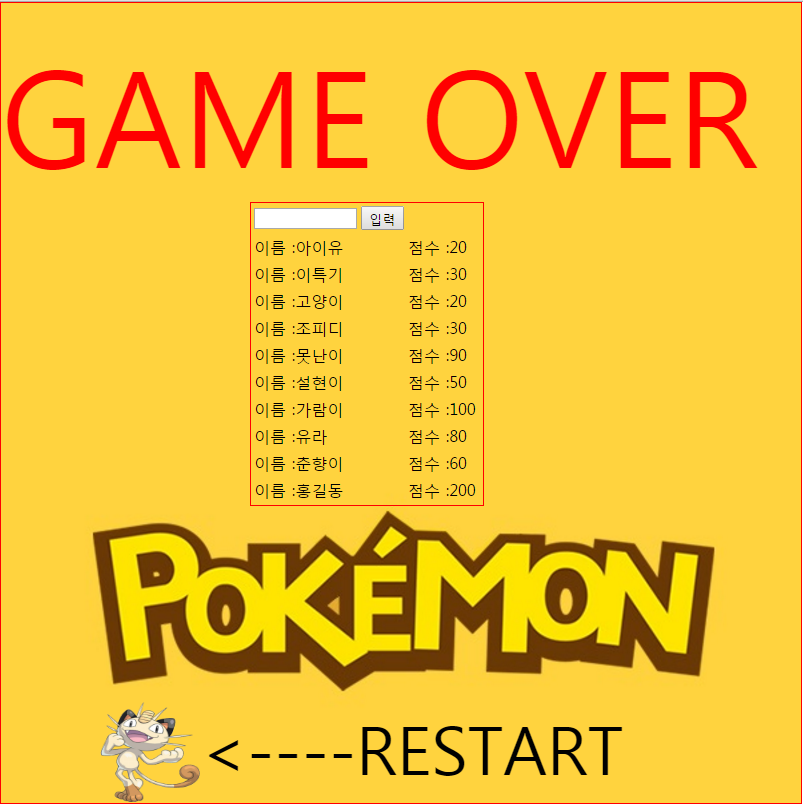 GAME OVER
입력
이름 :아이유 점수 :20
이름 :이특기 점수 :30
이름 :고양이 점수 :20
이름 :조피디 점수 :30
이름 :못난이 점수 :90
이름 :설현이 점수 :50
이름 :가람이 점수 :100
이름 :유라 점수 :80
이름 :춘향이 점수 :60
이름 :홍길동 점수 :200
POKÉMON
<----RESTART